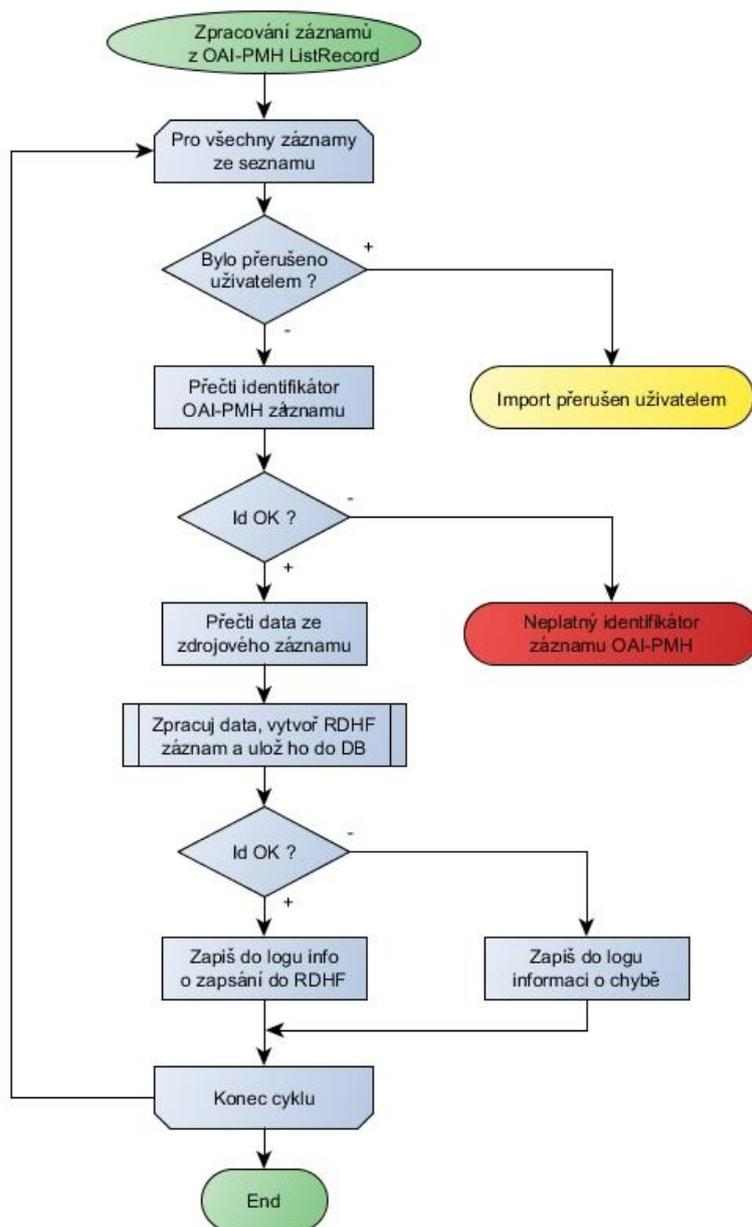 Zpracování záznamů
z OAI-PMH ListRecord
Pro všechny záznamy
ze seznamu
Bylo přerušeno
uživatelem ?
+
-
Přečti identifikátor
OAI-PMH záznamu
Import přerušen uživatelem
Id OK ?
-
+
Přečti data ze
zdrojového záznamu
Neplatný identifikátor
záznamu OAI-PMH
Zpracuj data, vytvoř RDHF
záznam a ulož ho do DB
Id OK ?
-
+
Zapiš do logu info
o zapsání do RDHF
Zapiš do logu
informaci o chybě
Konec cyklu
End